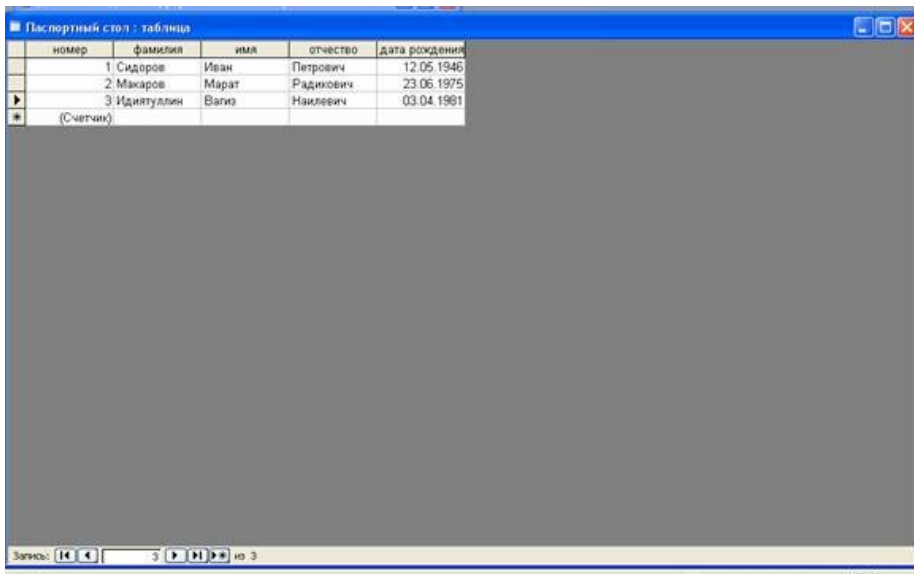 Паспортный стол : таблица
номер фамилия имя отчество дата рождения
1 Сидоров Иван Петрович 12.05.1946
2 Макаров Марат Радикович 23.06.1975
3 Идиятуллин Вагиз Наилевич 03.04.1981
(Счетчик)
Запись: 3 из 3